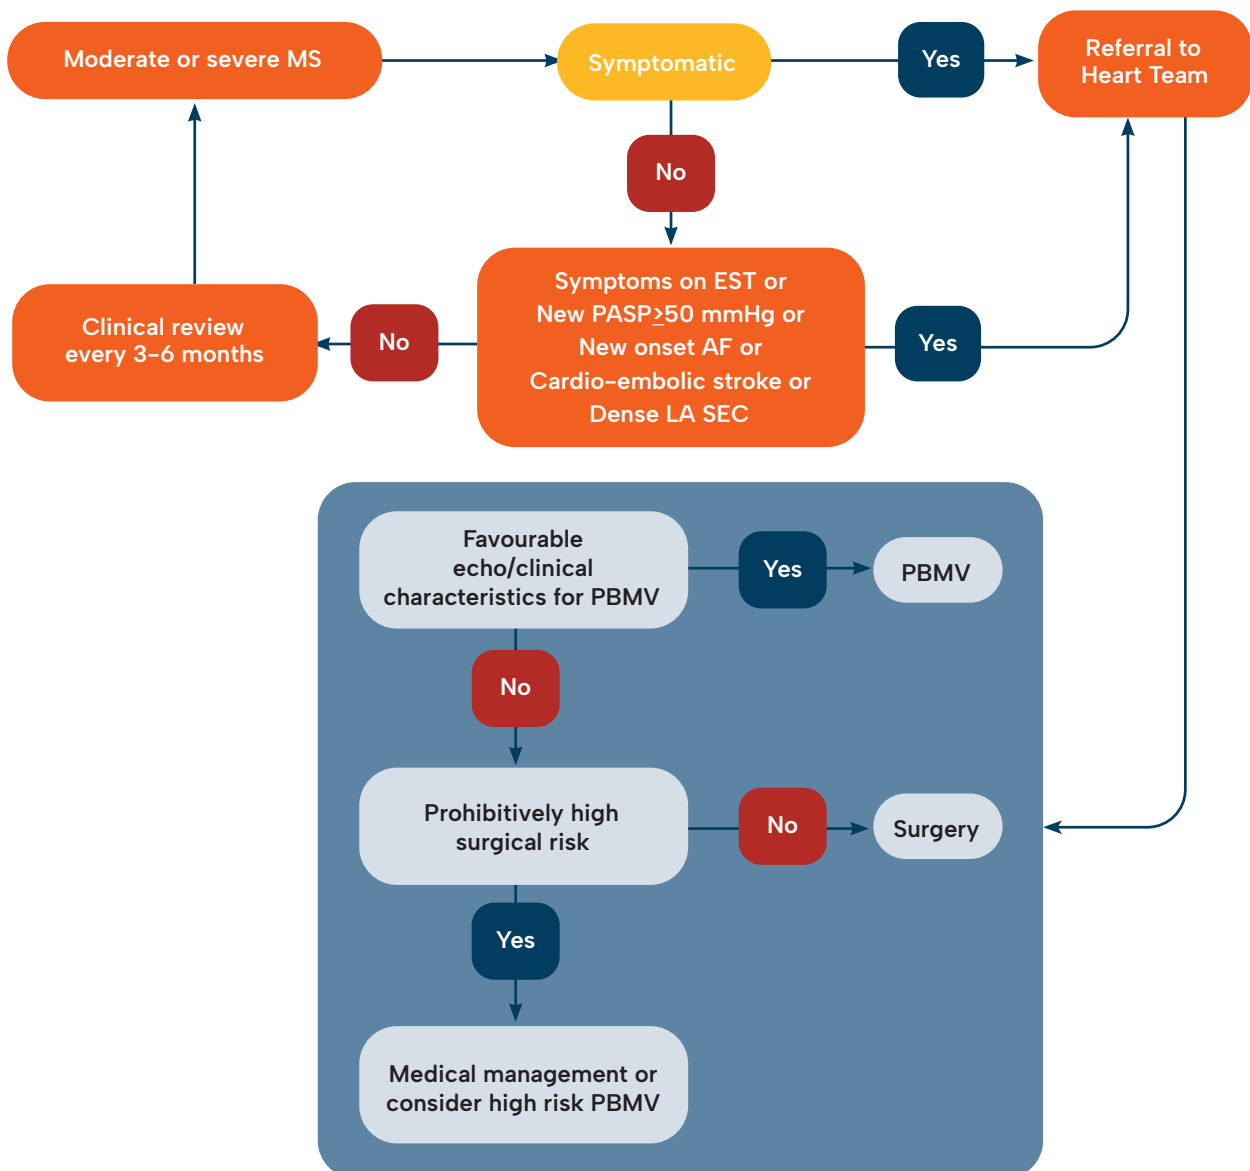 Moderate or severe MS
Symptomatic
Yes
Referral to
Heart Team
No
Symptoms on EST or
New PASP≥50 mmHg or
New onset AF or
Cardio-embolic stroke or
Dense LA SEC
No
Clinical review
every 3-6 months
Yes
Favourable
echo/clinical
characteristics for PBMV
Yes
PBMV
No
Prohibitively high
surgical risk
No
Surgery
Yes
Medical management or
consider high risk PBMV